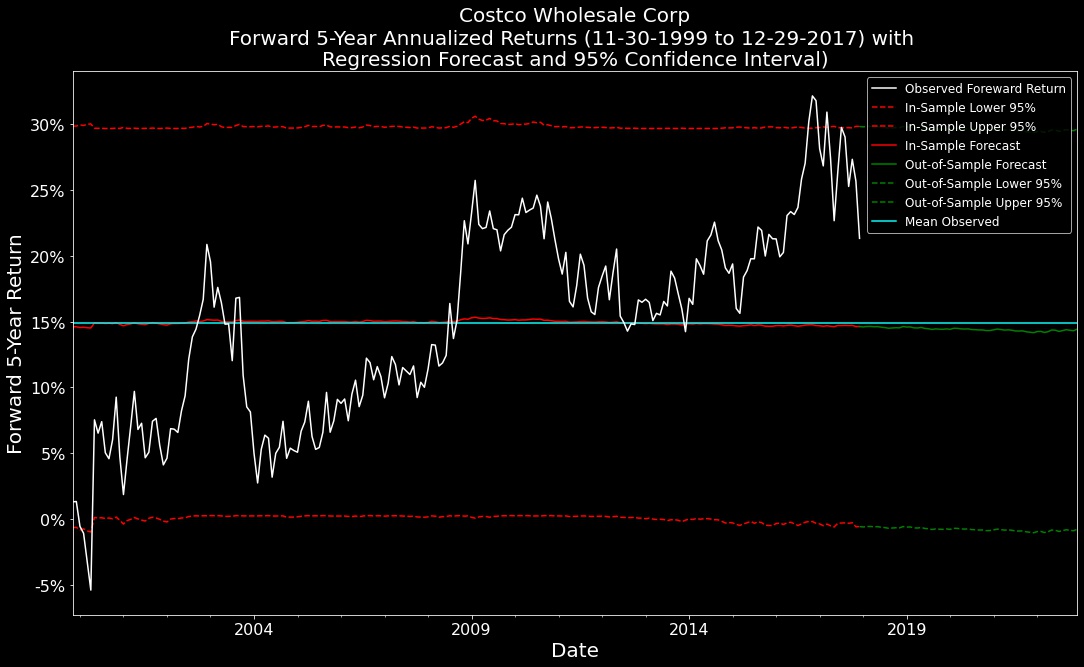 Costco Wholesale Corp
Forward 5-Year Annualized Returns (11-30-1999 to 12-29-2017) with
Regression Forecast and 95% Confidence Interval)
Observed Foreward Return
In-Sample Lower 95%
In-Sample Upper 95%
In-Sample Forecast
Out-of-Sample Forecast
Out-of-Sample Lower 95%
Out-of-Sample Upper 95%
Mean Observed
Forward 5-Year Return
30%
25%
20%
15%
10%
5%
0%
-5%
2004
2009
2014
2019
Date